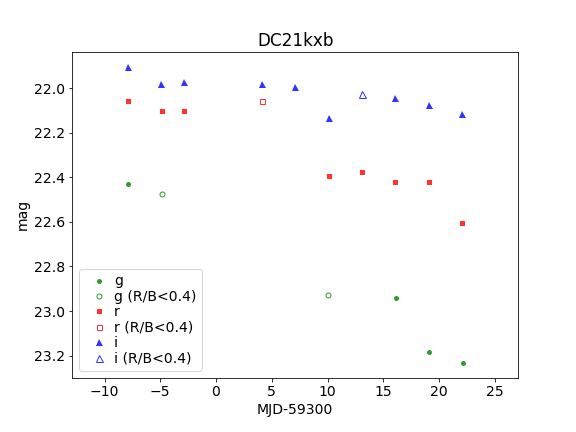 DC21kxb
mag
22.0
22.2
22.4
22.6
22.8
23.0
23.2
g
g (R/B<0.4)
r
r (R/B<0.4)
i
i (R/B<0.4)
−10 −5 0 5 10 15 20 25
MJD-59300